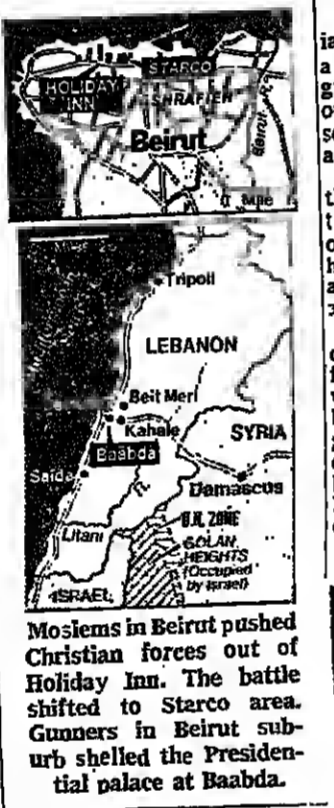 STARCO
HOLIDAY
INN
Beirut
Beirut R.
Mile
Tripoli
LEBANON
Beit Meri
Kahale
SYRIA
Baabda
Saida
Damascus
Litani
U.N. ZONE
GOLAN
HEIGHTS
(Occupied
by Israel)
ISRAEL
Moslems in Beirut pushed
Christian forces out of
Holiday Inn. The battle
shifted to Starco area.
Gunners in Beirut sub-
urb shelled the Presiden-
tial palace at Baabda.